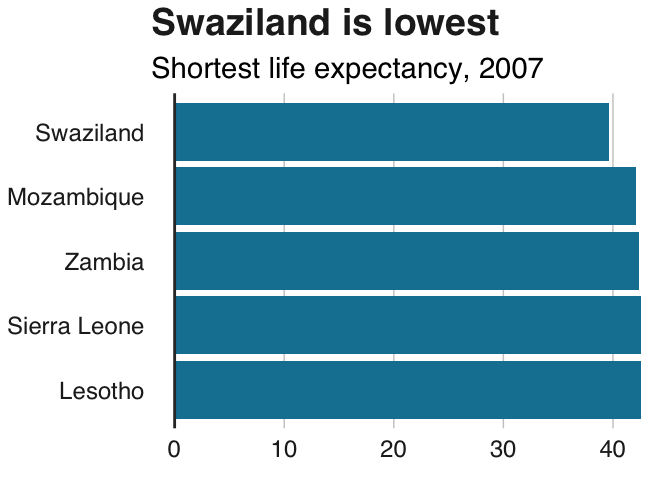 Swaziland is lowest
Shortest life expectancy, 2007
Swaziland
Mozambique
Zambia
Sierra Leone
Lesotho
0 10 20 30 40